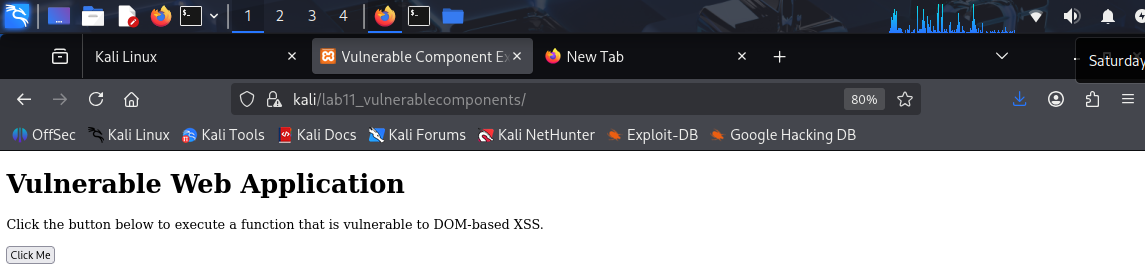 1 2 3 4
Kali Linux Vulnerable Component Ex New Tab Saturday
kali/lab11_vulnerablecomponents/ 80%
OffSec Kali Linux Kali Tools Kali Docs Kali Forums Kali NetHunter Exploit-DB Google Hacking DB
Vulnerable Web Application
Click the button below to execute a function that is vulnerable to DOM-based XSS.
Click Me